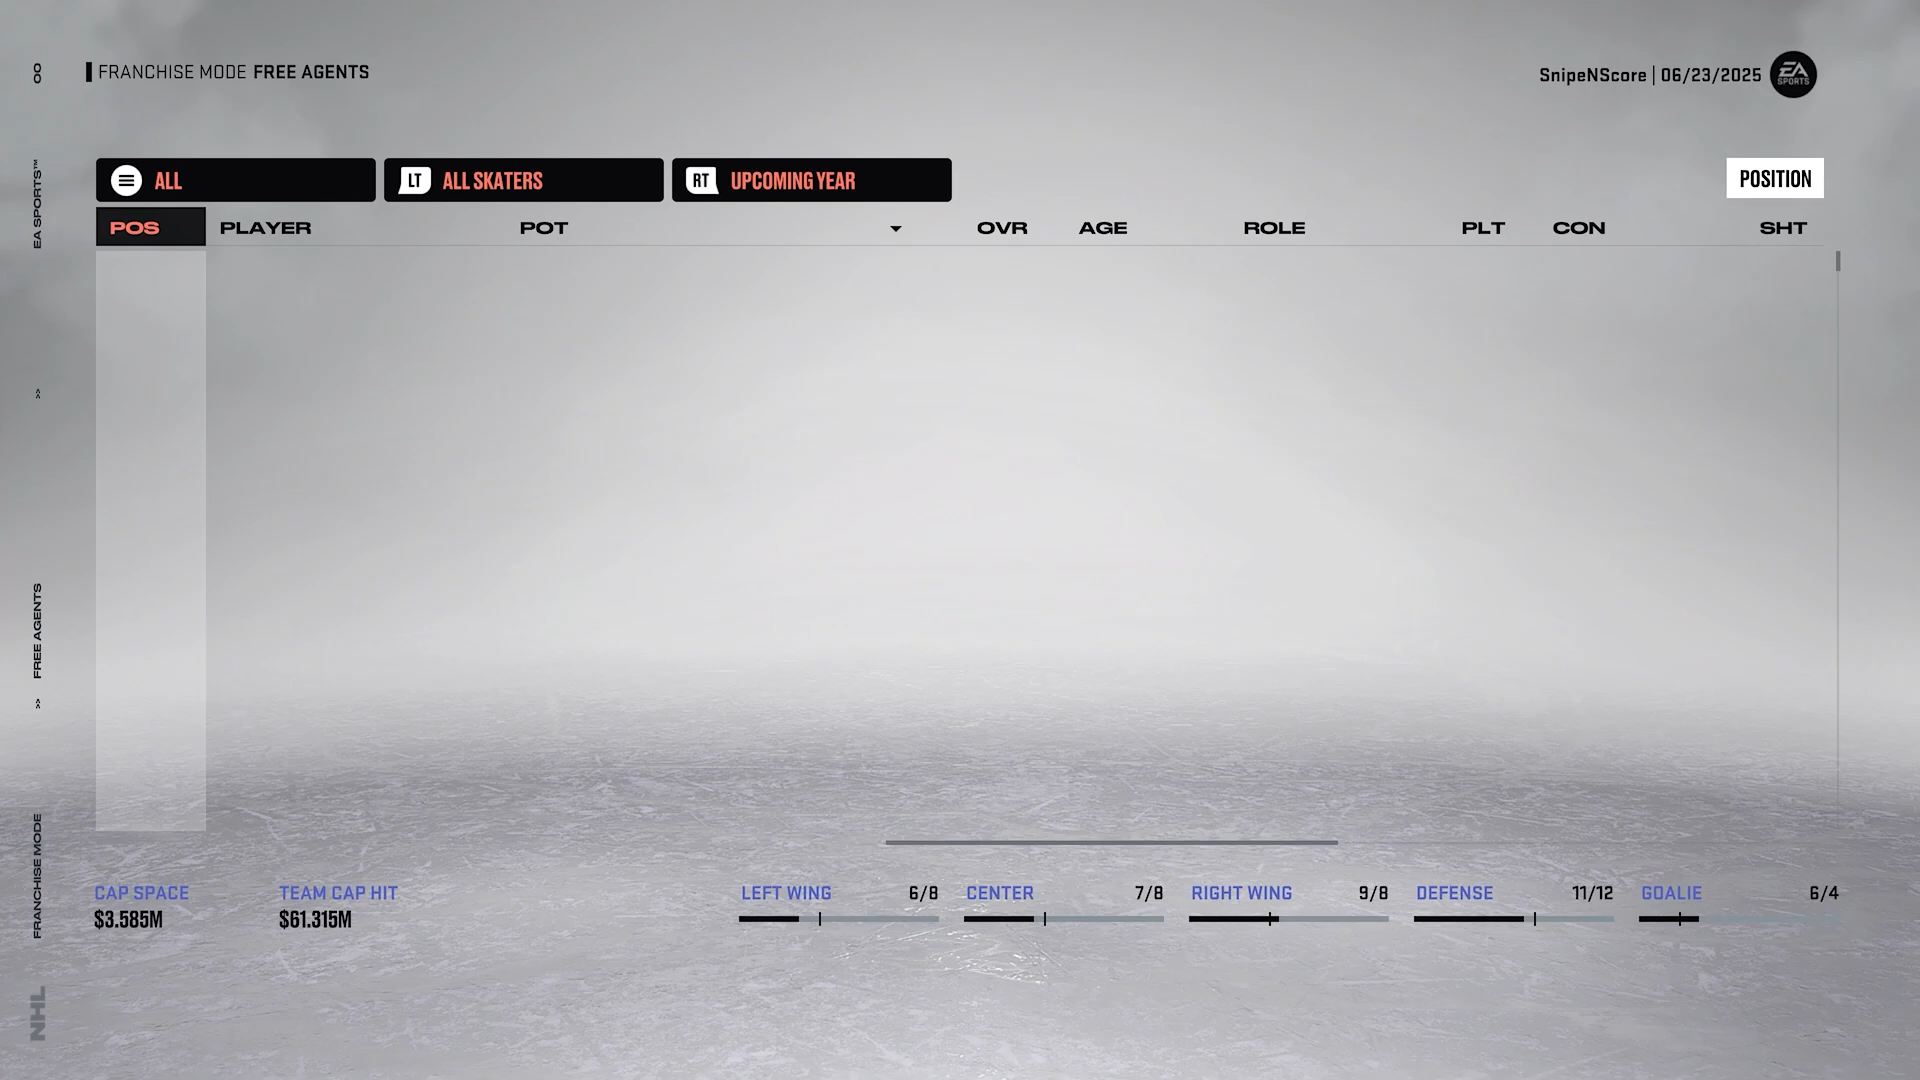 FRANCHISE MODE FREE AGENTS
SnipeNScore | 06/23/2025
EA SPORTS
ALL
LT ALL SKATERS
RT UPCOMING YEAR
POSITION
POS PLAYER POT OVR AGE ROLE PLT CON SHT
CAP SPACE
$3.585M
TEAM CAP HIT
$61.315M
LEFT WING 6/8
CENTER 7/8
RIGHT WING 9/8
DEFENSE 11/12
GOALIE 6/4
NHL
FRANCHISE MODE >> FREE AGENTS >> EA SPORTS™